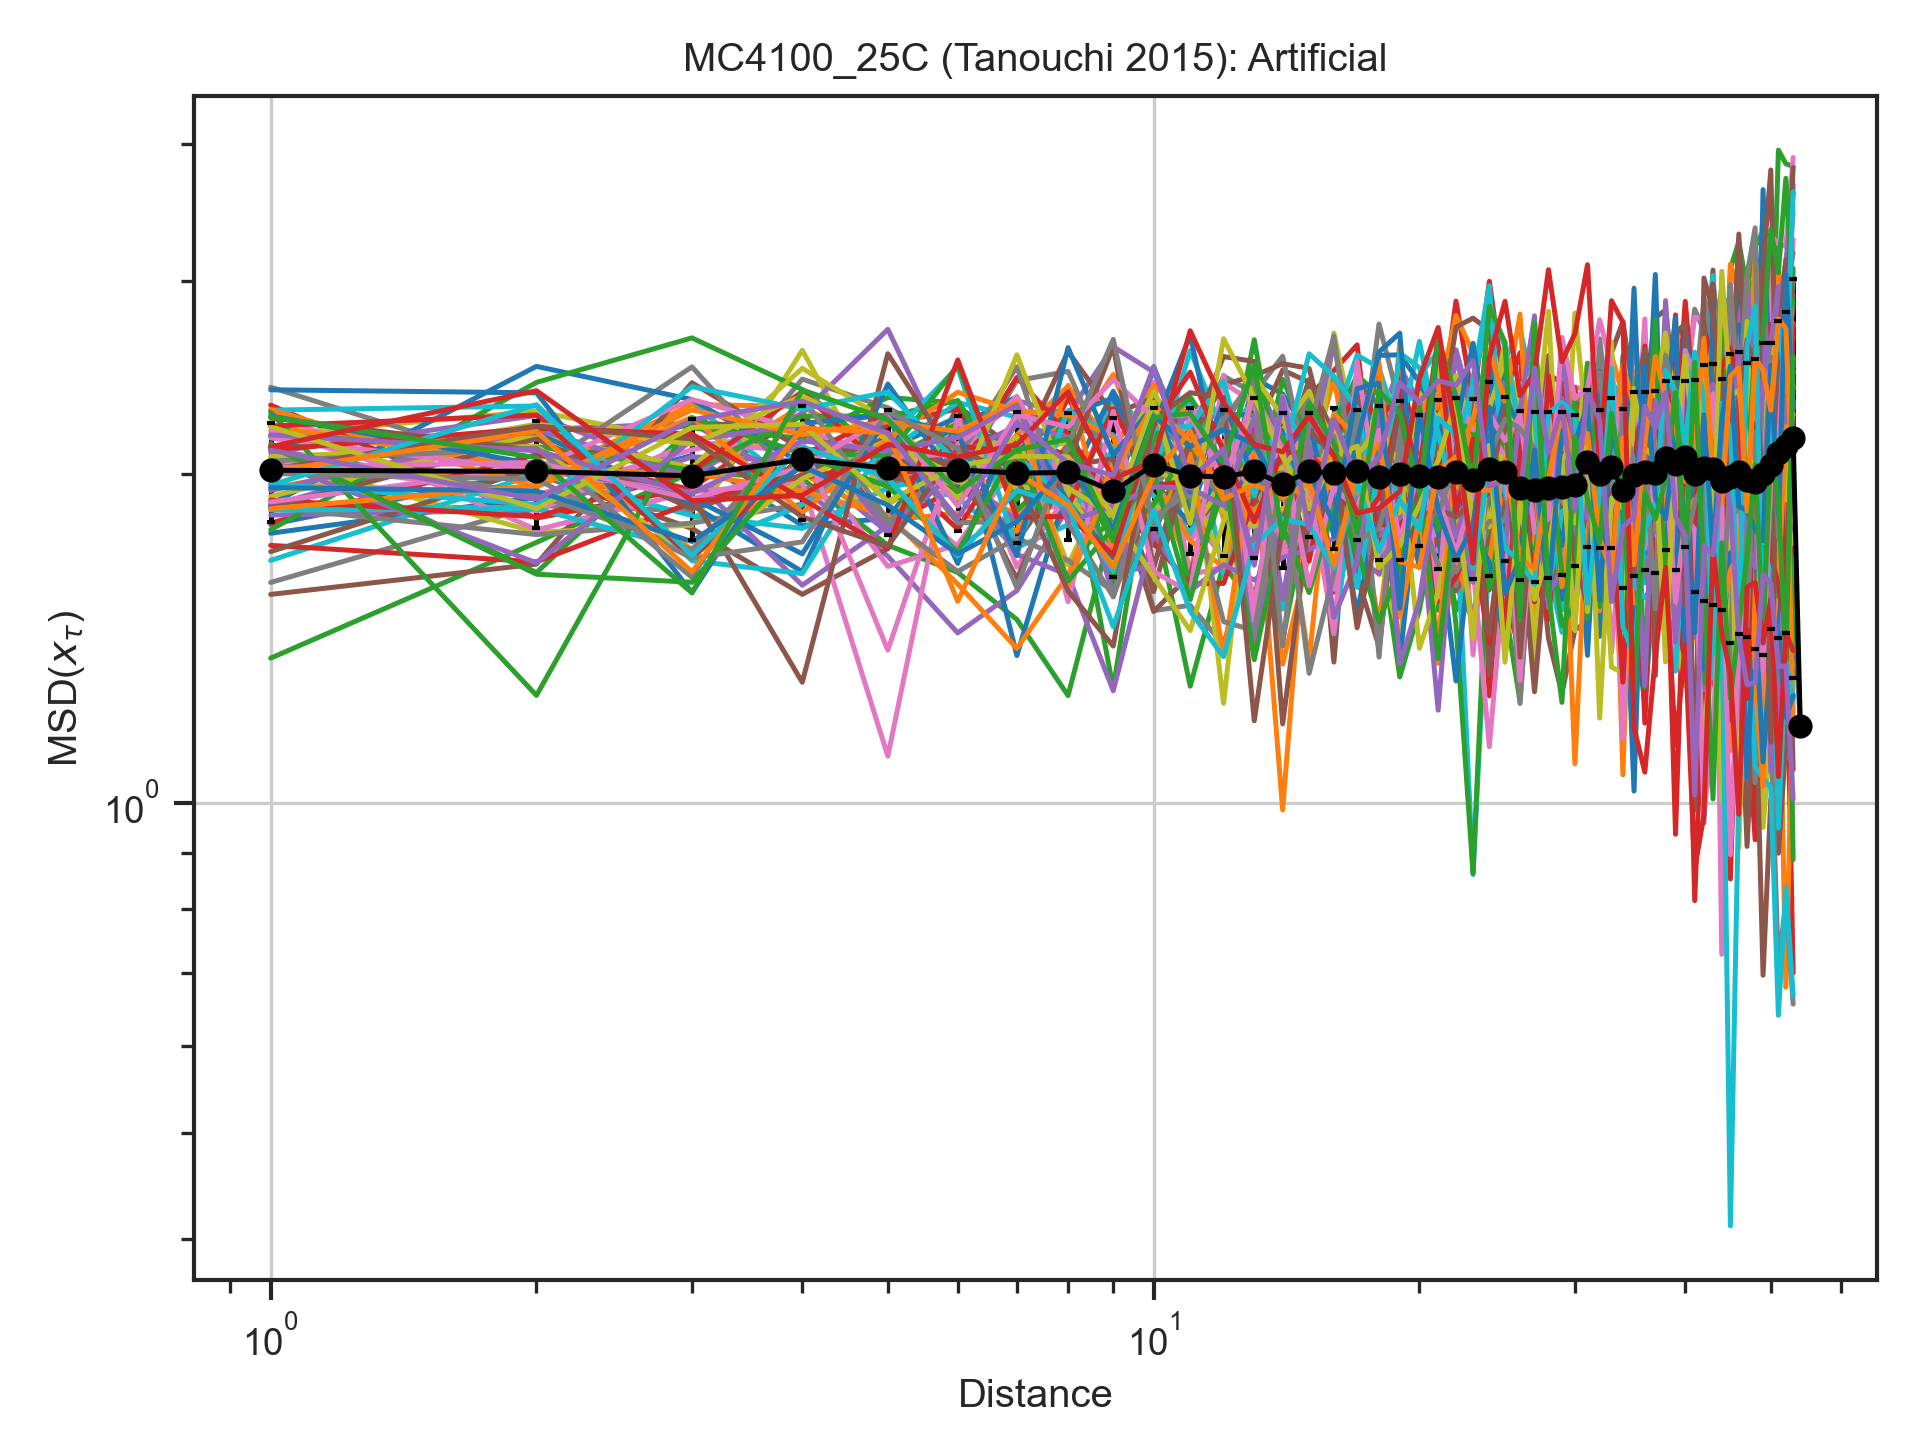 MC4100_25C (Tanouchi 2015): Artificial
MSD(x_τ)
10^0
10^0
10^1
Distance